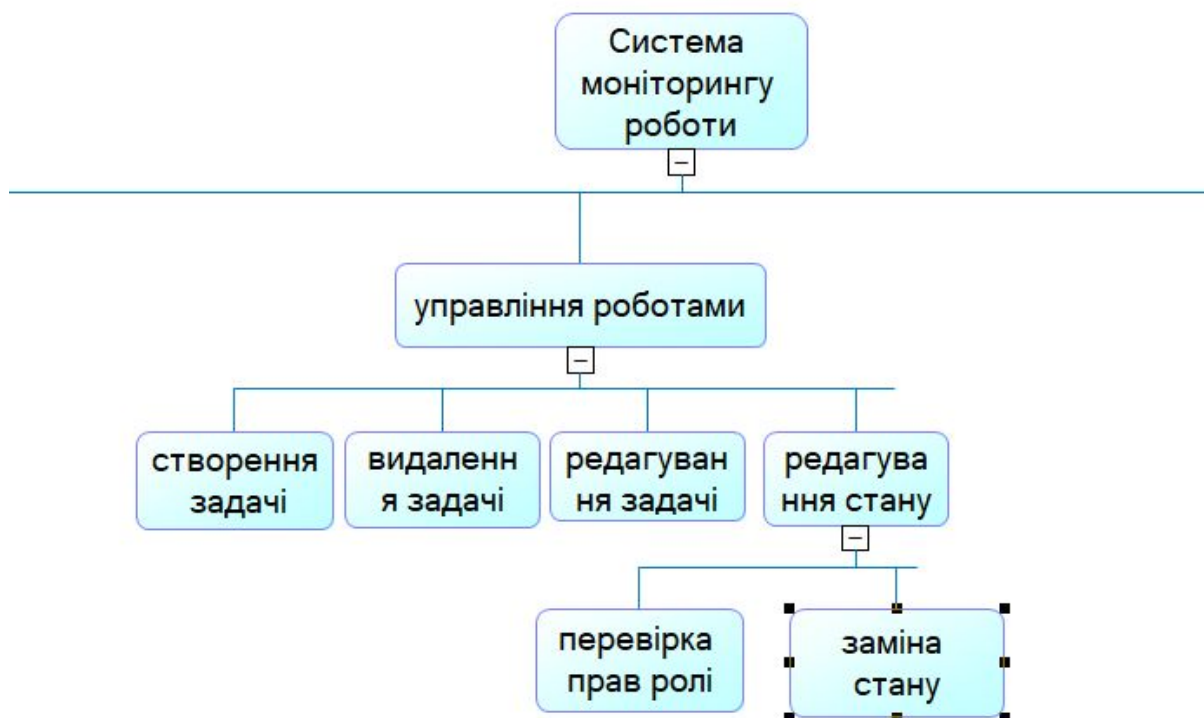 Система
моніторингу
роботи
управління роботами
створення
задачі
видаленн
я задачі
редагуван
ня задачі
редагува
ння стану
перевірка
прав ролі
заміна
стану